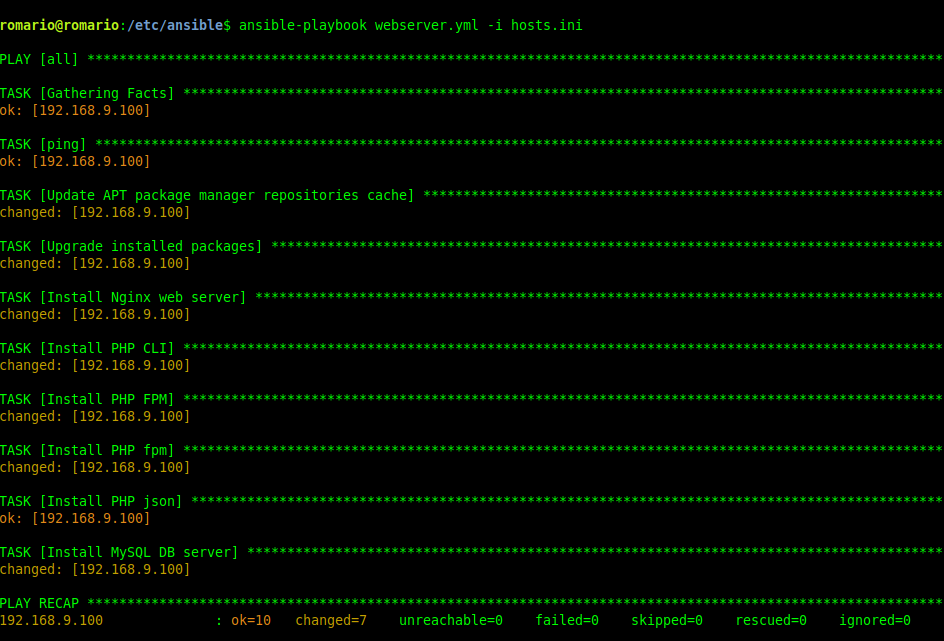 romario@romario:/etc/ansible$ ansible-playbook webserver.yml -i hosts.ini
PLAY [all] ***********************************************************************************************************
TASK [Gathering Facts] ***********************************************************************************************
ok: [192.168.9.100]
TASK [ping] **********************************************************************************************************
ok: [192.168.9.100]
TASK [Update APT package manager repositories cache] *****************************************************************
changed: [192.168.9.100]
TASK [Upgrade installed packages] ************************************************************************************
changed: [192.168.9.100]
TASK [Install Nginx web server] **************************************************************************************
changed: [192.168.9.100]
TASK [Install PHP CLI] ***********************************************************************************************
changed: [192.168.9.100]
TASK [Install PHP FPM] ***********************************************************************************************
changed: [192.168.9.100]
TASK [Install PHP fpm] ***********************************************************************************************
changed: [192.168.9.100]
TASK [Install PHP json] **********************************************************************************************
ok: [192.168.9.100]
TASK [Install MySQL DB server] ***************************************************************************************
changed: [192.168.9.100]
PLAY RECAP ***********************************************************************************************************
192.168.9.100              : ok=10   changed=7    unreachable=0    failed=0    skipped=0    rescued=0    ignored=0